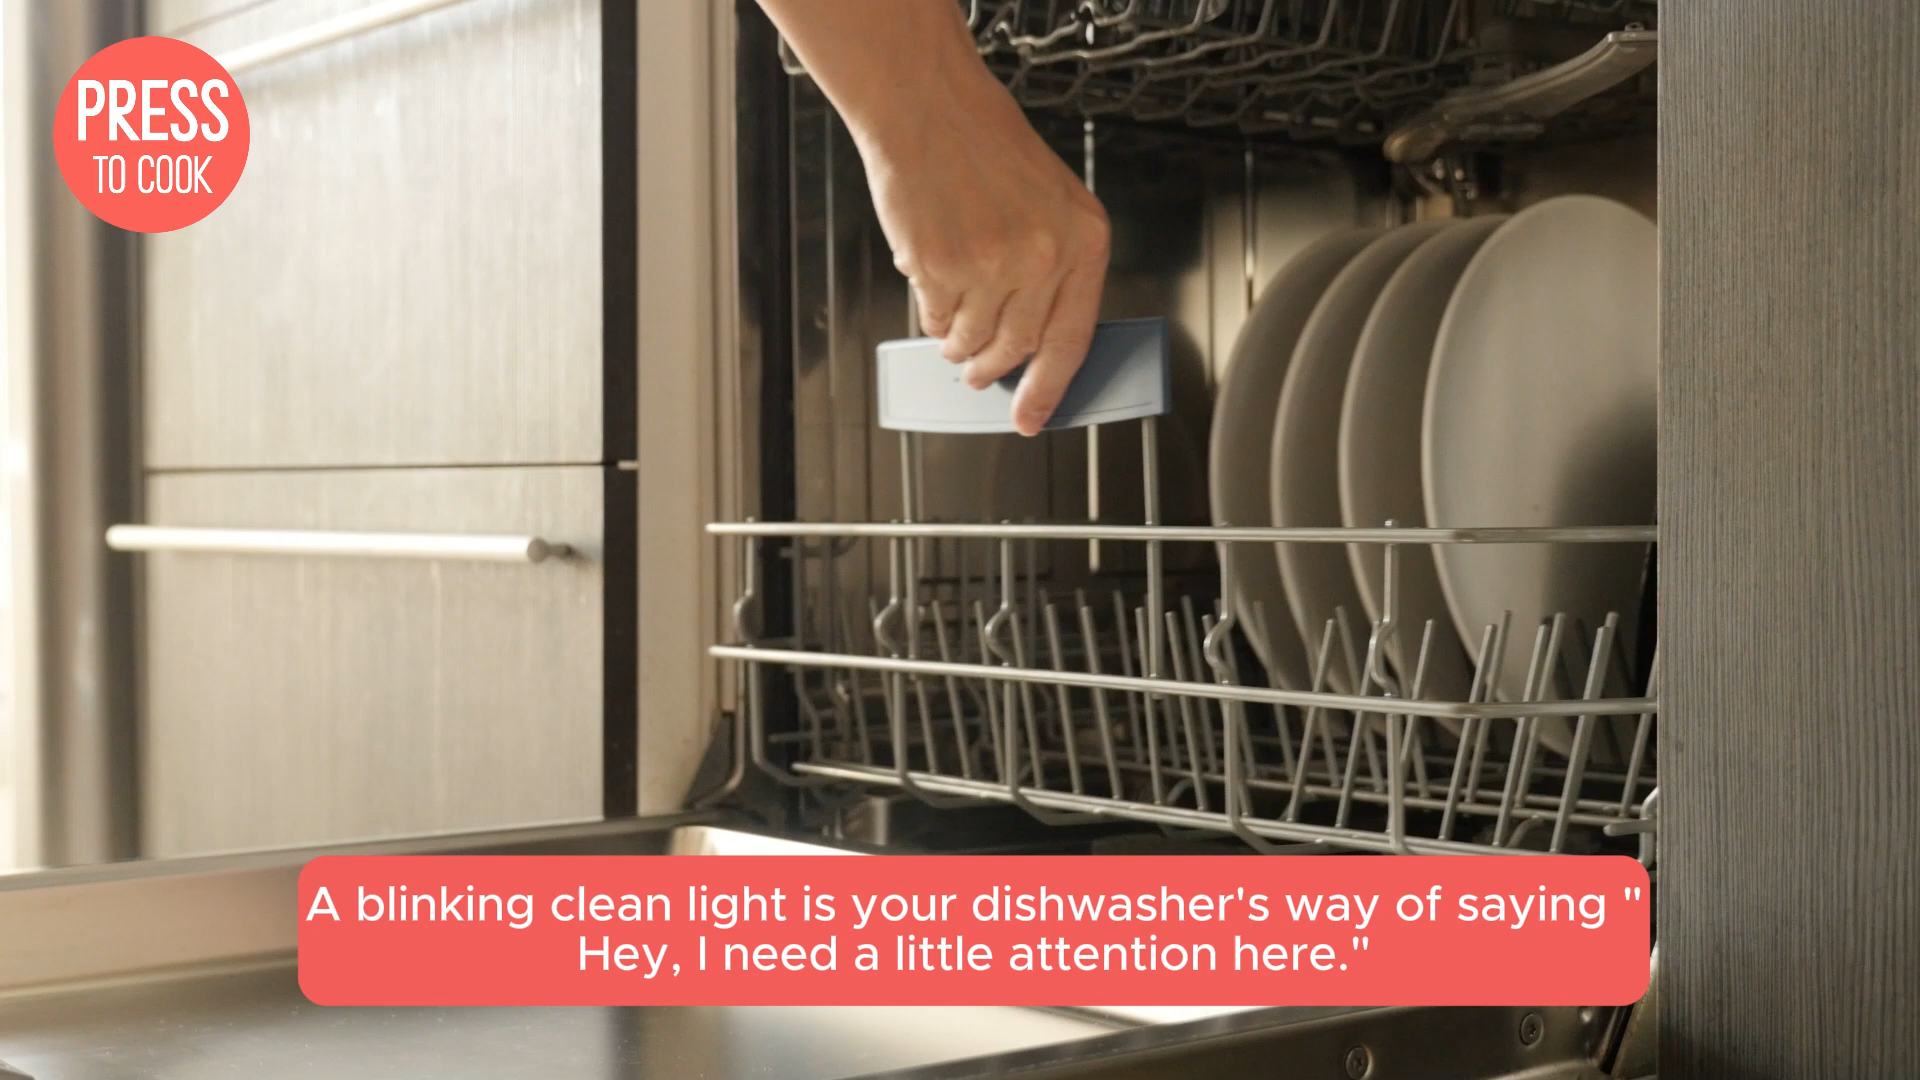 PRESS
TO COOK
A blinking clean light is your dishwasher's way of saying "
Hey, I need a little attention here."